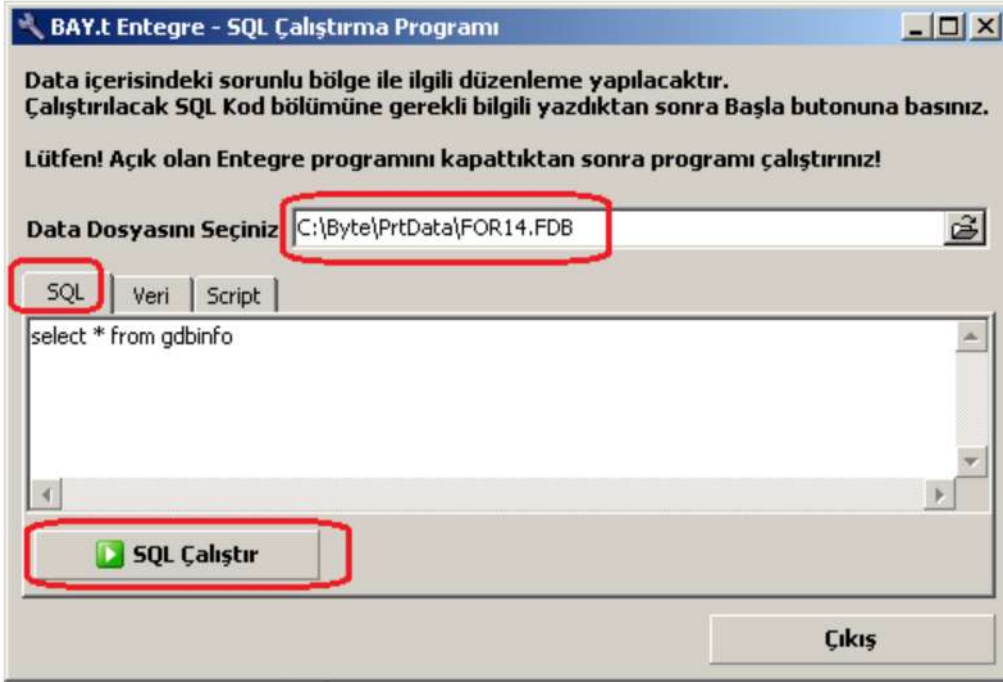 BAY.t Entegre - SQL Çalıştırma Programı
Data içerisindeki sorunlu bölge ile ilgili düzenleme yapılacaktır.
Çalıştırılacak SQL Kod bölümüne gerekli bilgili yazdıktan sonra Başla butonuna basınız.
Lütfen! Açık olan Entegre programını kapattıktan sonra programı çalıştırınız!
Data Dosyasını Seçiniz C:\Byte\PrtData\FOR14.FDB
SQL Veri Script
select * from gdbinfo
SQL Çalıştır
Çıkış